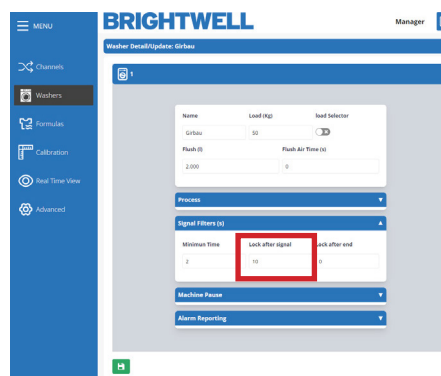 MENU
BRIGHTWELL
Manager
Washer Detail/Update: Girbau
Channels
1
Washers
Name Load (Kg) load Selector
Formulas
Girbau 50
Flush (l) Flush Air Time (s)
Calibration
2.000 0
Real Time View
Process
Advanced
Signal Filters (s)
Minimun Time Lock after signal Lock after end
2 10 0
Machine Pause
Alarm Reporting